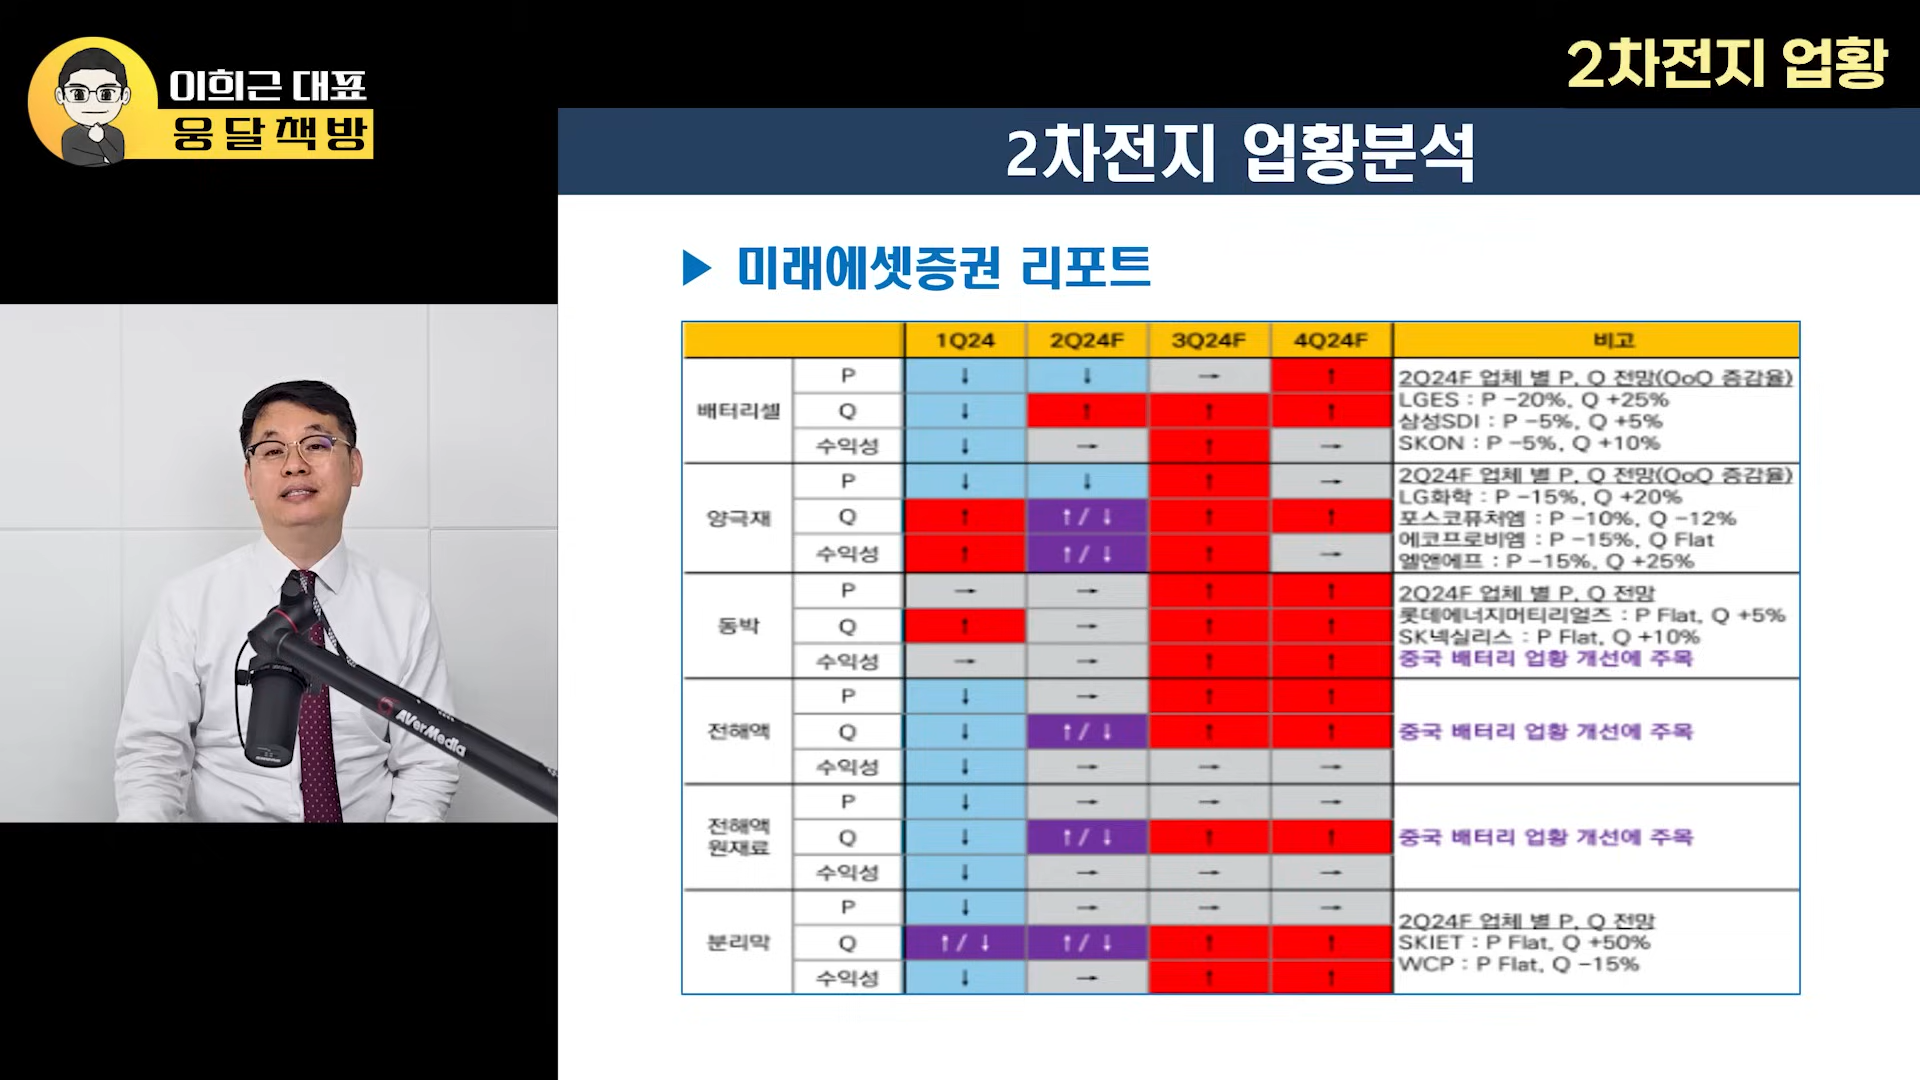 이희근 대표
웅달책방
2차전지 업황
2차전지 업황분석
▶ 미래에셋증권 리포트
1Q24 2Q24F 3Q24F 4Q24F 비고
배터리셀
P ↓ ↓ → ↑
Q ↓ ↑ ↑ ↑
수익성 ↓ → ↑ →
2Q24F 업체 별 P, Q 전망(QoQ 증감율)
LGES : P -20%, Q +25%
삼성SDI : P -5%, Q +5%
SKON : P -5%, Q +10%
양극재
P ↓ ↓ ↑ →
Q ↑ ↑/↓ ↑ ↑
수익성 ↑ ↑/↓ ↑ →
2Q24F 업체 별 P, Q 전망(QoQ 증감율)
LG화학 : P -15%, Q +20%
포스코퓨처엠 : P -10%, Q -12%
에코프로비엠 : P -15%, Q Flat
엘앤에프 : P -15%, Q +25%
동박
P → → ↑ ↑
Q ↑ → ↑ ↑
수익성 → → ↑ ↑
2Q24F 업체 별 P, Q 전망
롯데에너지머티리얼즈 : P Flat, Q +5%
SK넥실리스 : P Flat, Q +10%
중국 배터리 업황 개선에 주목
전해액
P ↓ → ↑ ↑
Q ↓ ↑/↓ ↑ ↑
수익성 ↓ → → →
중국 배터리 업황 개선에 주목
전해액
원재료
P ↓ → → →
Q ↓ ↑/↓ ↑ ↑
수익성 ↓ → → →
중국 배터리 업황 개선에 주목
분리막
P ↓ → → →
Q ↑/↓ ↑/↓ ↑ ↑
수익성 ↓ → ↑ ↑
2Q24F 업체 별 P, Q 전망
SKIET : P Flat, Q +50%
WCP : P Flat, Q -15%
AVerMedia